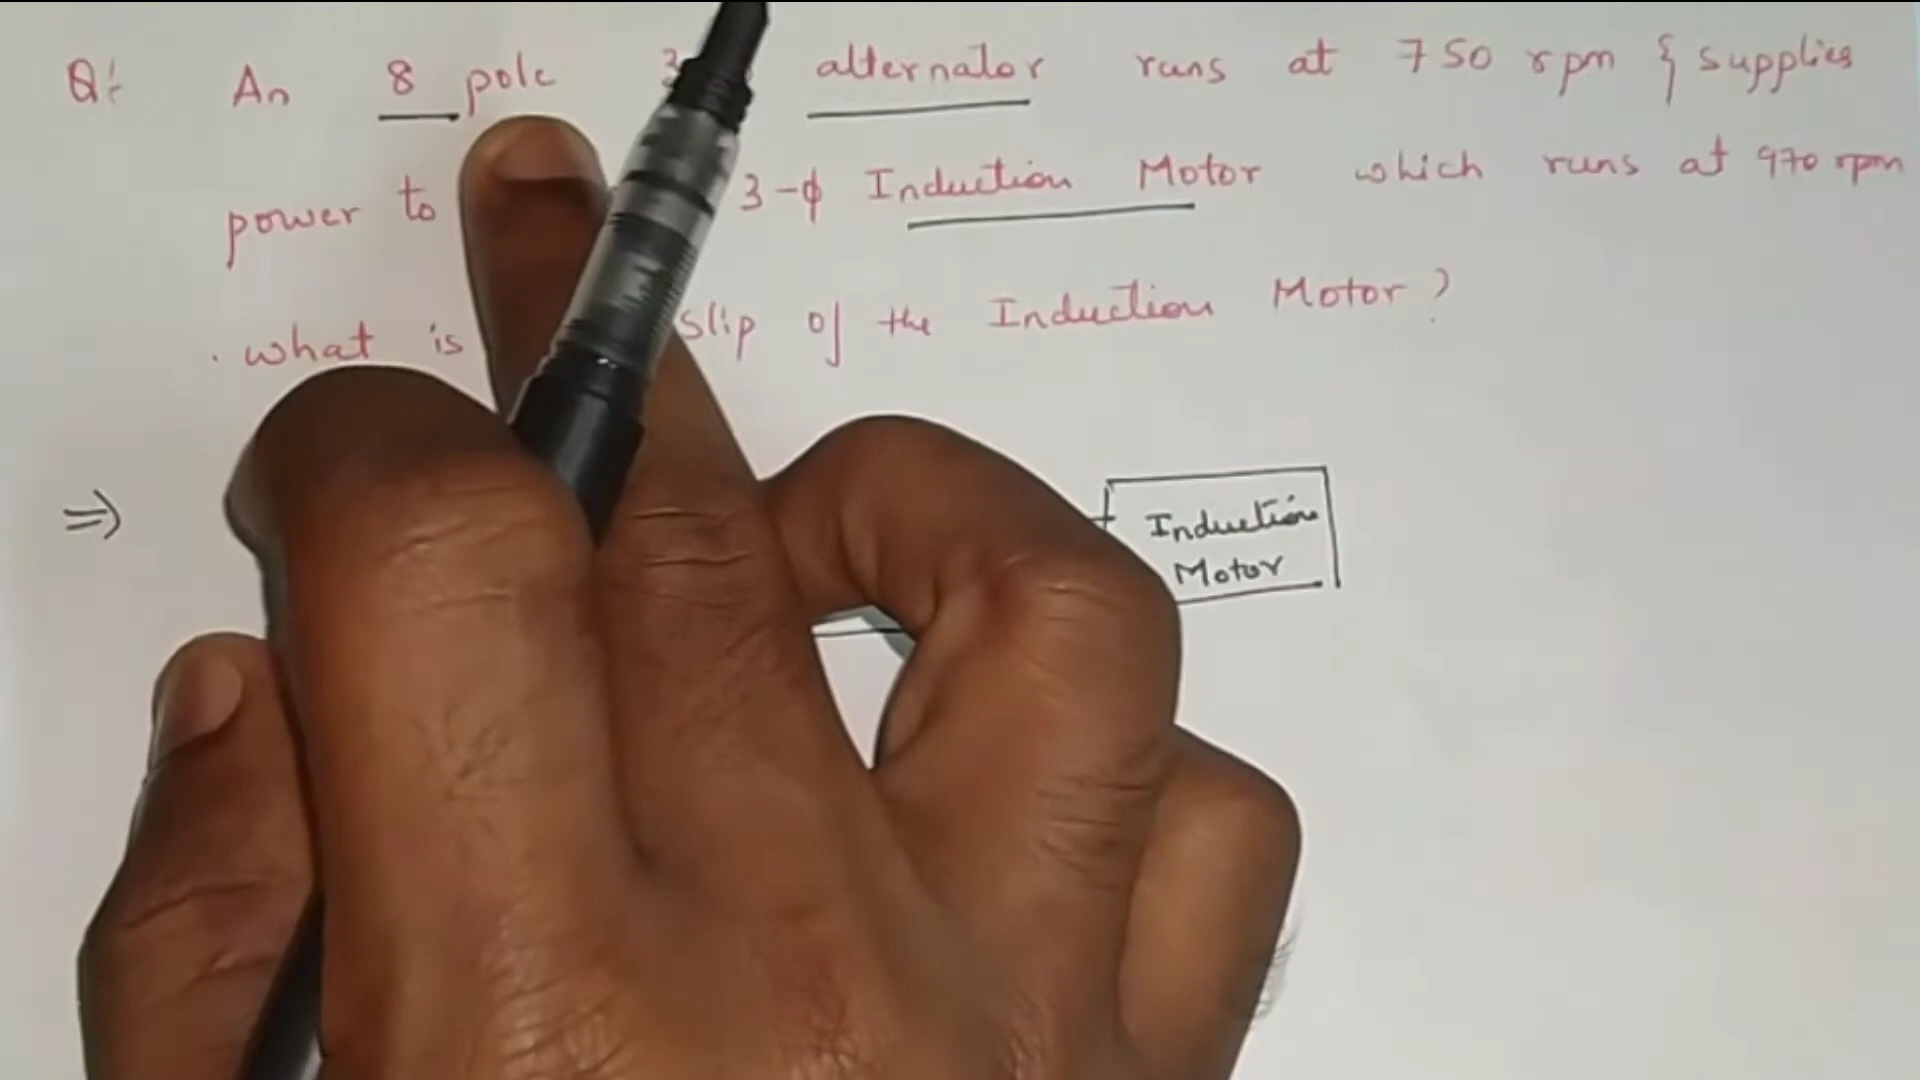 Q:- An 8 pole 3 alternator runs at 750 rpm & supplies
power to 3-ϕ Induction Motor which runs at 970 rpm
. what is slip of the Induction Motor?
⇒
Induction
Motor